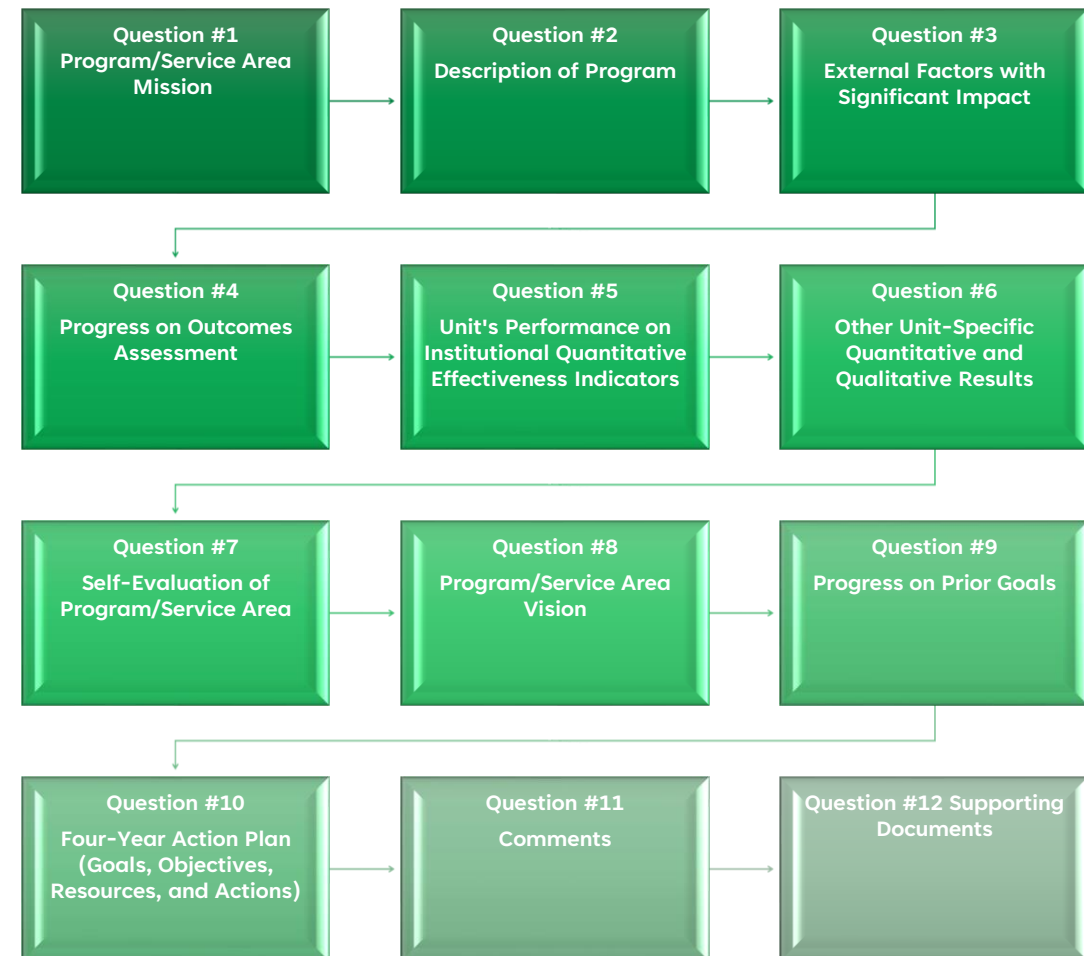 Question #1
Program/Service Area
Mission
Question #2
Description of Program
Question #3
External Factors with
Significant Impact
Question #4
Progress on Outcomes
Assessment
Question #5
Unit's Performance on
Institutional Quantitative
Effectiveness Indicators
Question #6
Other Unit-Specific
Quantitative and
Qualitative Results
Question #7
Self-Evaluation of
Program/Service Area
Question #8
Program/Service Area
Vision
Question #9
Progress on Prior Goals
Question #10
Four-Year Action Plan
(Goals, Objectives,
Resources, and Actions)
Question #11
Comments
Question #12 Supporting
Documents